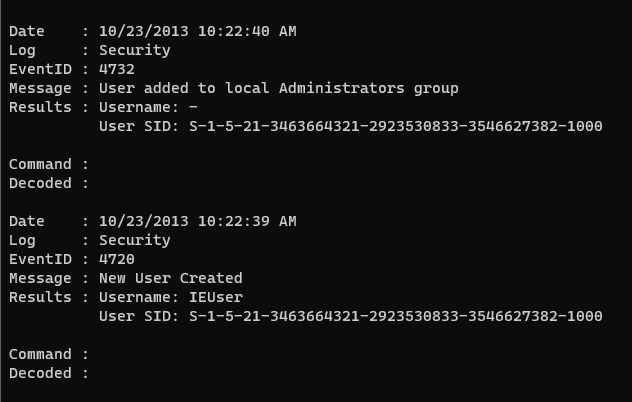 Date    : 10/23/2013 10:22:40 AM
Log     : Security
EventID : 4732
Message : User added to local Administrators group
Results : Username: -
          User SID: S-1-5-21-3463664321-2923530833-3546627382-1000
Command :
Decoded :
Date    : 10/23/2013 10:22:39 AM
Log     : Security
EventID : 4720
Message : New User Created
Results : Username: IEUser
          User SID: S-1-5-21-3463664321-2923530833-3546627382-1000
Command :
Decoded :